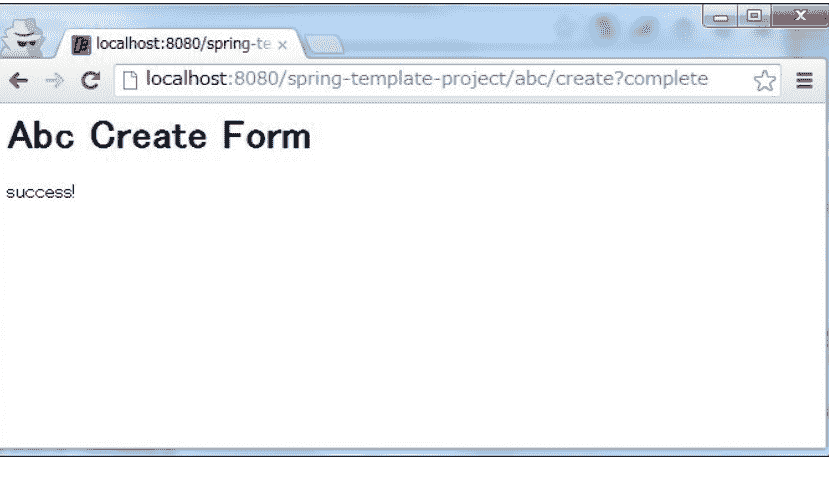 localhost:8080/spring-te
localhost:8080/spring-template-project/abc/create?complete
Abc Create Form
success!